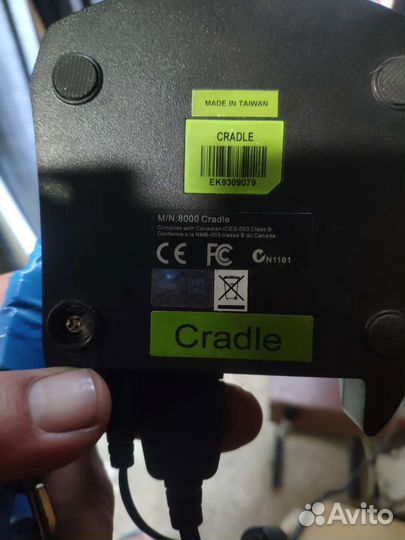 MADE IN TAIWAN
CRADLE
EK9309079
M/N:8000 Cradle
Complies with Canadian ICES-003 Class B.
Conforme a la NMB-003 classe B du Canada.
CE FC N1181
Cradle
Avito